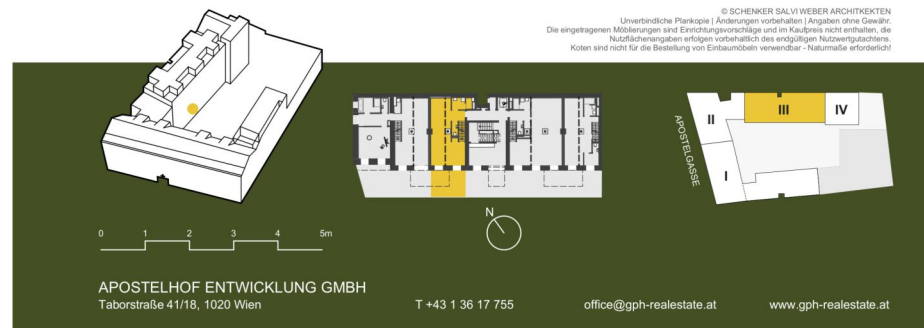 © SCHENKER SALVI WEBER ARCHITKEKTEN
Unverbindliche Plankopie | Änderungen vorbehalten | Angaben ohne Gewähr.
Die eingetragenen Möblierungen sind Einrichtungsvorschläge und im Kaufpreis nicht enthalten, die
Nutzflächenangaben erfolgen vorbehaltlich des endgültigen Nutzwertgutachtens.
Koten sind nicht für die Bestellung von Einbaumöbeln verwendbar - Naturmaße erforderlich!
II
III
IV
I
APOSTELGASSE
N
0 1 2 3 4 5m
APOSTELHOF ENTWICKLUNG GMBH
Taborstraße 41/18, 1020 Wien
T +43 1 36 17 755
office@gph-realestate.at
www.gph-realestate.at